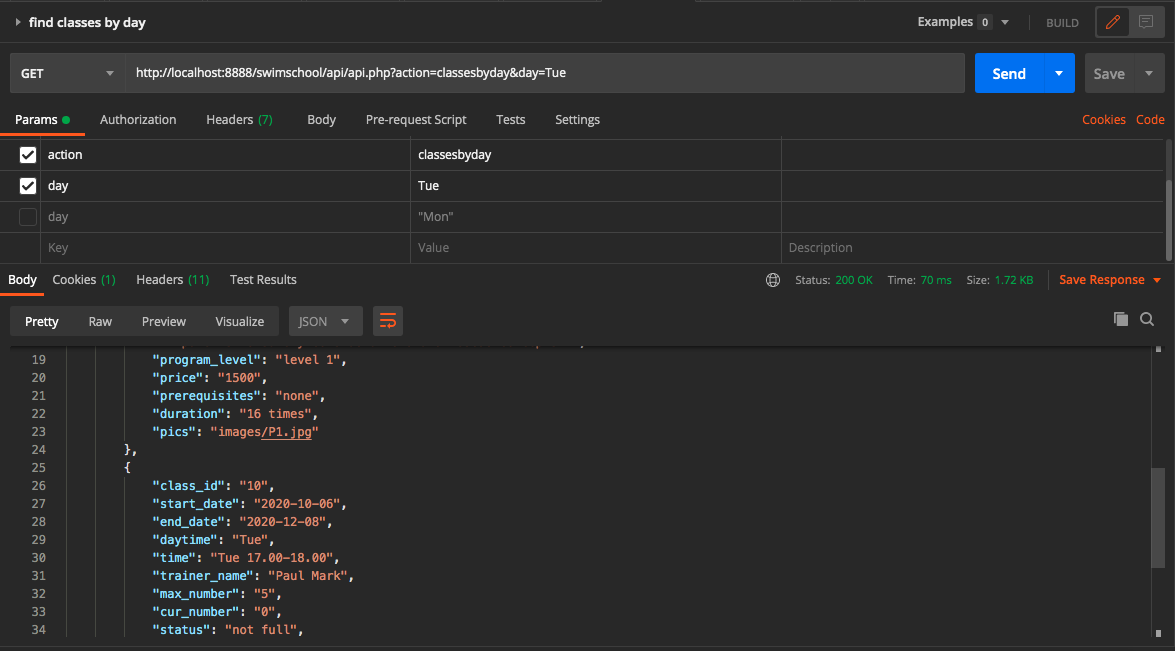 find classes by day Examples 0 BUILD
GET http://localhost:8888/swimschool/api/api.php?action=classesbyday&day=Tue Send Save
Params Authorization Headers (7) Body Pre-request Script Tests Settings Cookies Code
action classesbyday
day Tue
day "Mon"
Key Value Description
Body Cookies (1) Headers (11) Test Results Status: 200 OK Time: 70 ms Size: 1.72 KB Save Response
Pretty Raw Preview Visualize JSON
19 "program_level": "level 1",
20 "price": "1500",
21 "prerequisites": "none",
22 "duration": "16 times",
23 "pics": "images/P1.jpg"
24 },
25 {
26 "class_id": "10",
27 "start_date": "2020-10-06",
28 "end_date": "2020-12-08",
29 "daytime": "Tue",
30 "time": "Tue 17.00-18.00",
31 "trainer_name": "Paul Mark",
32 "max_number": "5",
33 "cur_number": "0",
34 "status": "not full",